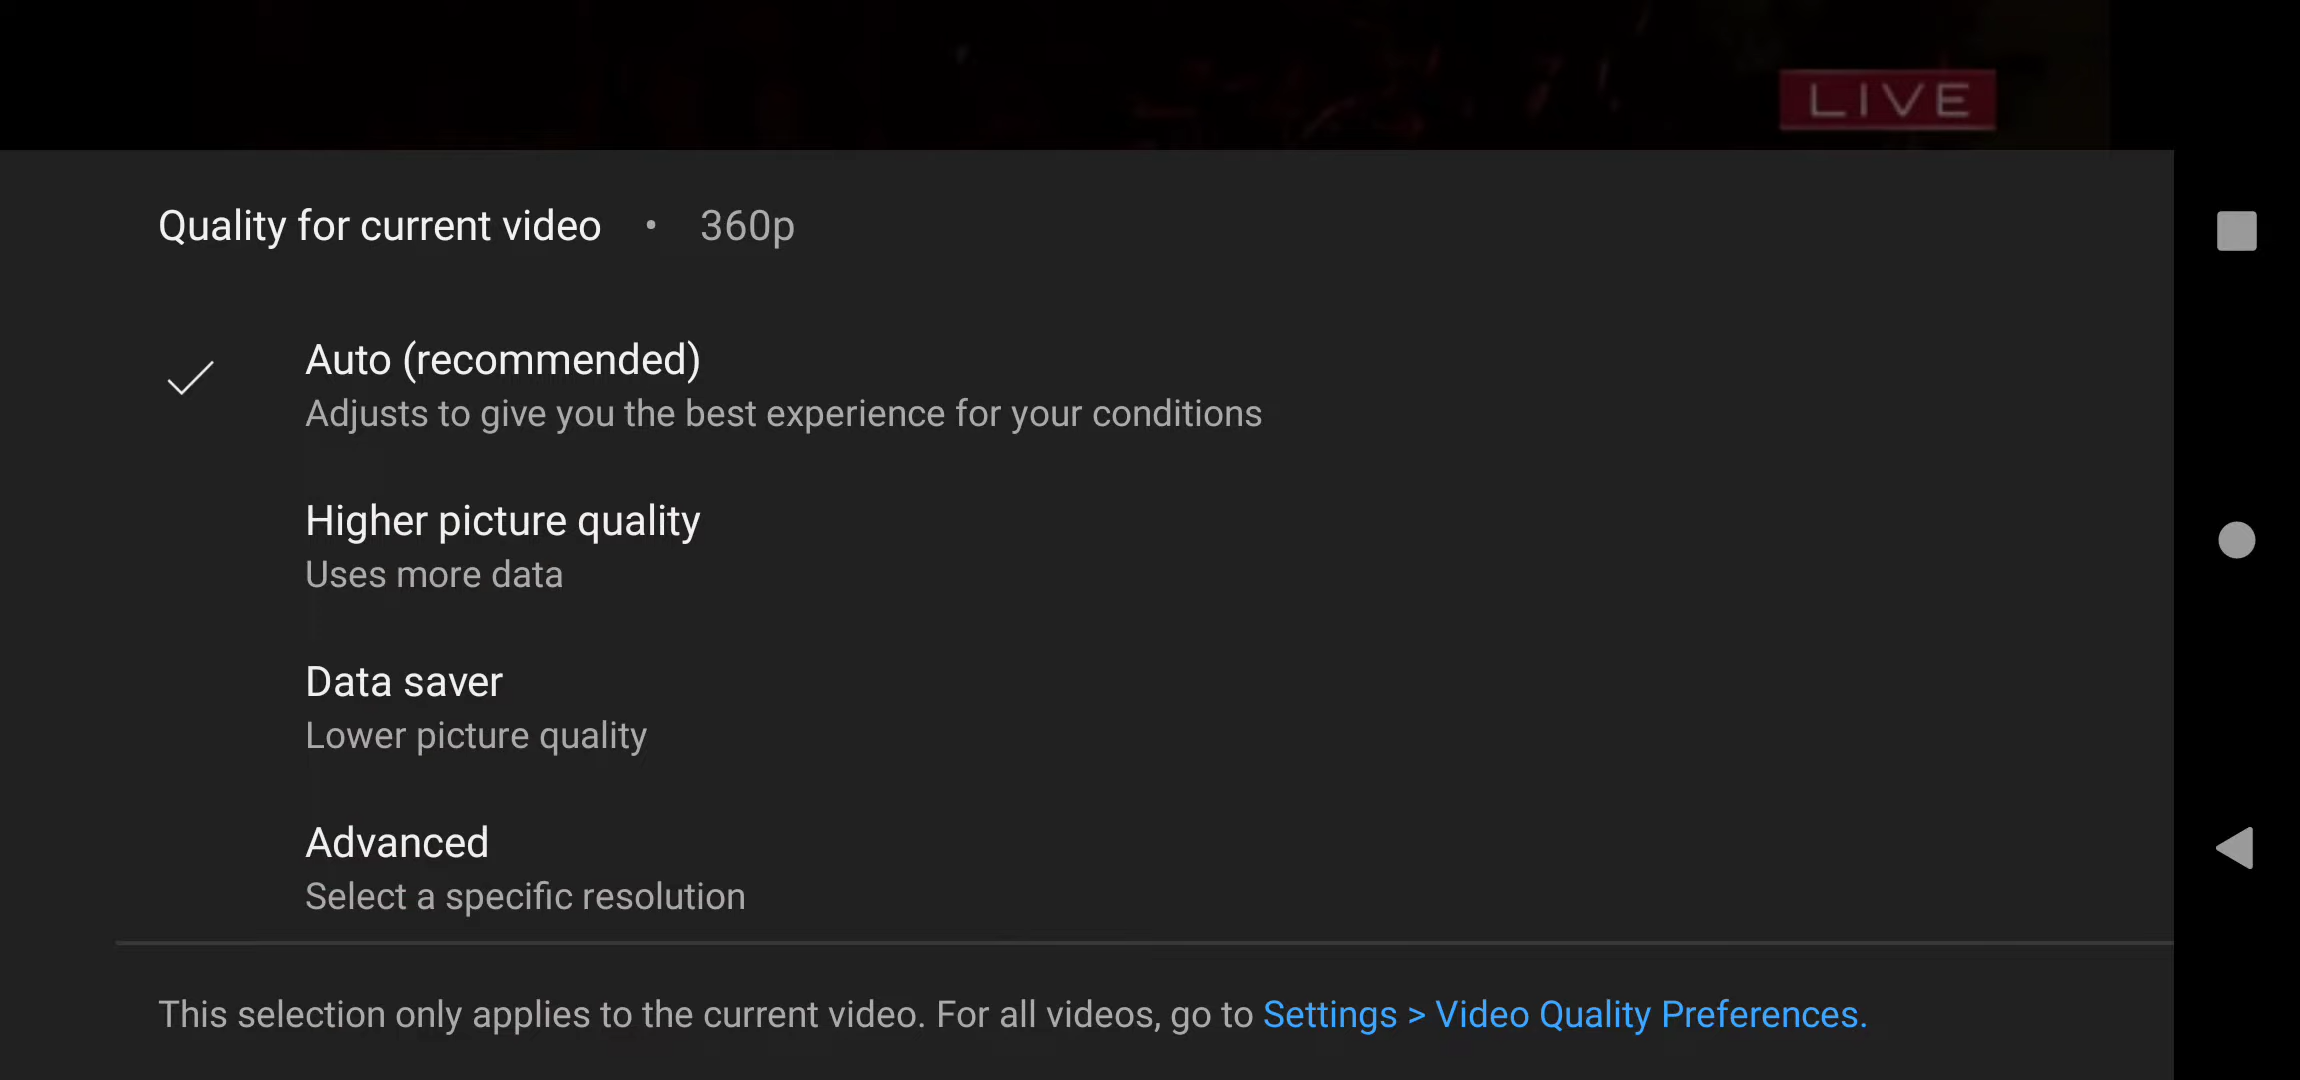 LIVE
Quality for current video • 360p
Auto (recommended)
Adjusts to give you the best experience for your conditions
Higher picture quality
Uses more data
Data saver
Lower picture quality
Advanced
Select a specific resolution
This selection only applies to the current video. For all videos, go to Settings > Video Quality Preferences.